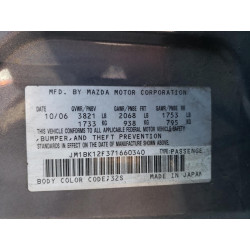 MFD. BY MAZDA MOTOR CORPORATION
GVWR/PNBV GAWR/PNBE FRT GAWR/PNBE RR
10/06 3821 LB 2068 LB 1753 LB
1733 KG 938 KG 795 KG
THIS VEHICLE CONFORMS TO
ALL APPLICABLE FEDERAL MOTOR VEHICLE SAFETY,
BUMPER, AND THEFT PREVENTION
STANDARDS IN EFFECT ON THE DATE OF MANUFACTURE
JM1BK12F371660340 TYPE:PASSENGER
MADE IN JAPAN
BODY COLOR CODE:32S